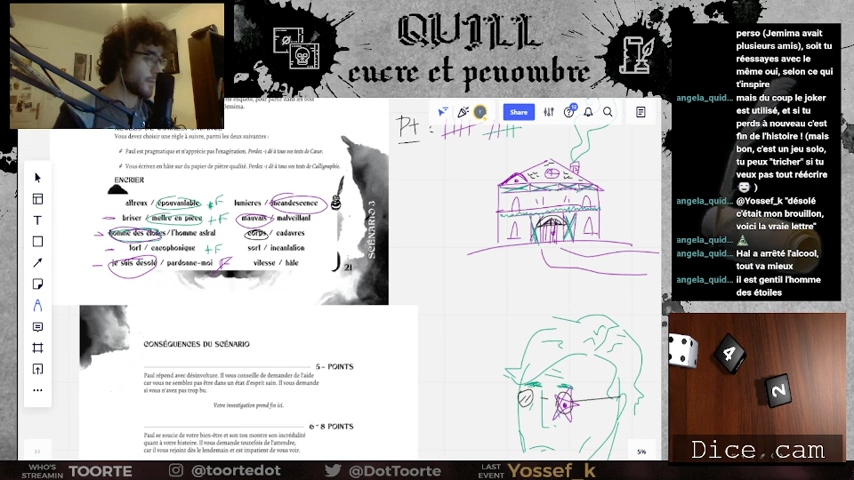 QUILL
encre et penombre
perso (Jemima avait
plusieurs amis), soit tu
réessayes avec le
même oui, selon ce qui
t'inspire
angela_quid... mais du coup le joker
est utilisé, et si tu
perds à nouveau c'est
fin de l'histoire ! (mais
bon, c'est un jeu solo,
tu peux "tricher" si tu
veux pas tout réécrire
)
angela_quid... @Yossef_k "désolé
c'était mon brouillon,
voici la vraie lettre"
angela_quid...
angela_quid... Hal a arrêté l'alcool,
tout va mieux
angela_quid... il est gentil l'homme
des étoiles
Share
Vous devez choisir une règle à suivre, parmi les deux suivantes :
Paul est pragmatique et n'apprécie pas l'exagération. Perdez -1 dé à tous vos tests de Cœur.
Vous écrivez en hâte sur du papier de piètre qualité. Perdez -1 dé à tous vos tests de Calligraphie.
ENCRIER
affreux / épouvantable +F
lumières / incandescence
briser / mettre en pièce +F
mauvais / malveillant
homme des étoiles / l'homme astral
corps / cadavres
fort / cacophonique +F
sort / incantation
je suis désolé / pardonne-moi
vitesse / hâte
SCÉNARIO 3
21
CONSÉQUENCES DU SCÉNARIO
5 - POINTS
Paul répond avec désinvolture. Il vous conseille de demander de l'aide
car vous ne semblez pas être dans un état d'esprit sain. Il vous demande
si vous n'avez pas trop bu.
Votre investigation prend fin ici.
6-8 POINTS
Paul se soucie de votre bien-être et son ton montre son incrédulité
quant à votre histoire. Il vous demande toutefois de l'attendre,
car il vous rejoint dès le lendemain et est impatient de vous voir.
5%
4
2
Dice.cam
WHO'S
STREAMIN
TOORTE
@toortedot
@DotToorte
LAST
EVENT
Yossef_k